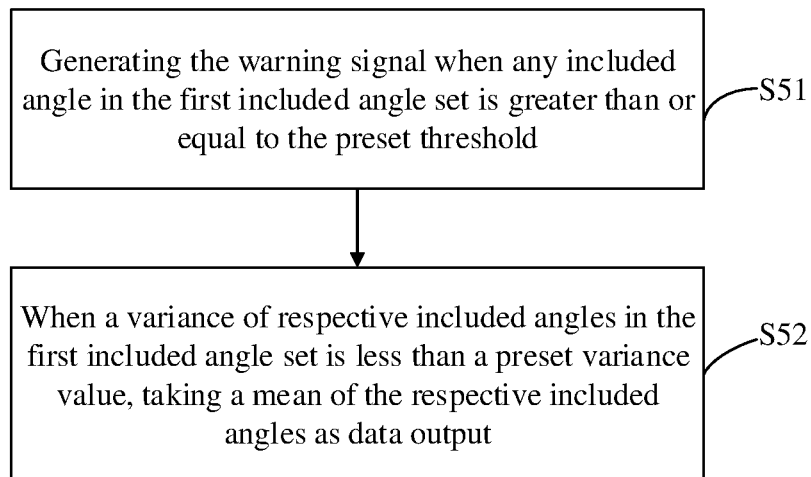 Generating the warning signal when any included
angle in the first included angle set is greater than or
equal to the preset threshold
S51
When a variance of respective included angles in the
first included angle set is less than a preset variance
value, taking a mean of the respective included
angles as data output
S52